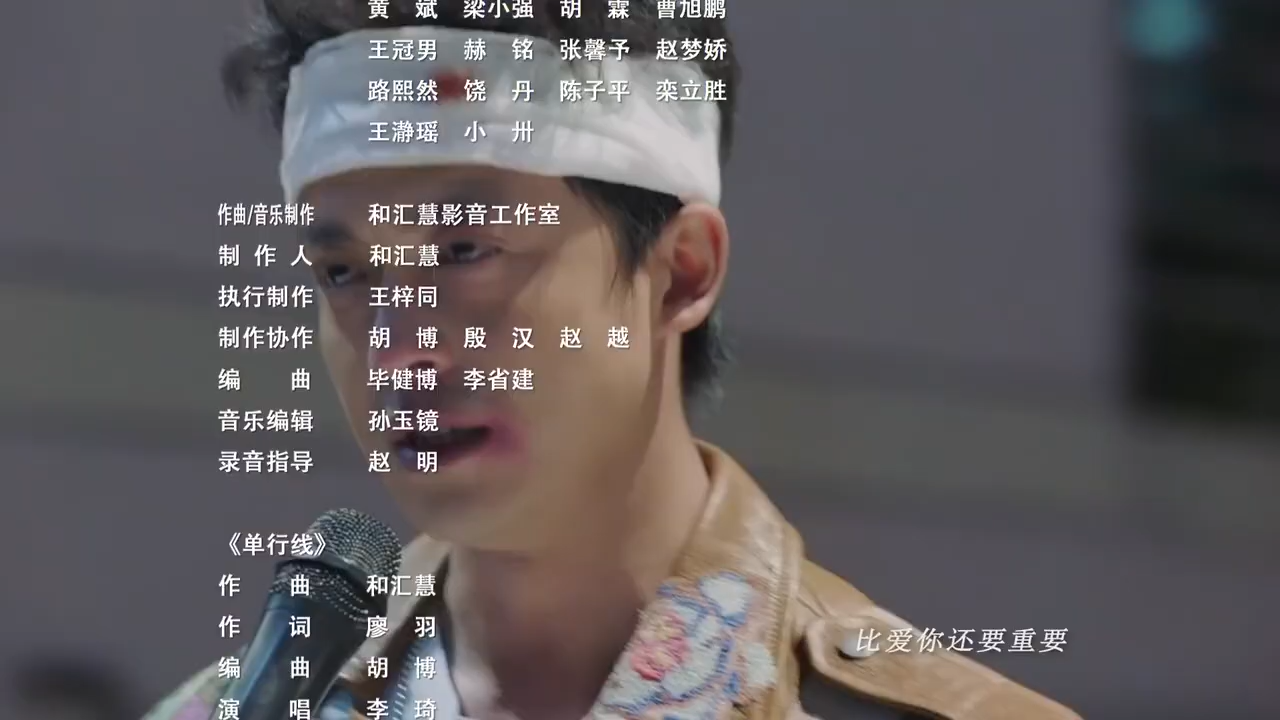 黄 斌 梁小强 胡 霖 曹旭鹏
王冠男 赫 铭 张馨予 赵梦娇
路熙然 饶 丹 陈子平 栾立胜
王瀞瑶 小 卅
作曲/音乐制作 和汇慧影音工作室
制作人 和汇慧
执行制作 王梓同
制作协作 胡 博 殷 汉 赵 越
编 曲 毕健博 李省建
音乐编辑 孙玉镜
录音指导 赵 明
《单行线》
作 曲 和汇慧
作 词 廖 羽
编 曲 胡 博
演 唱 李 琦
比爱你还要重要